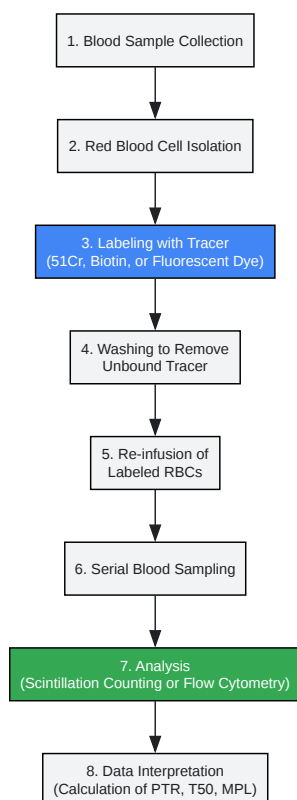 1. Blood Sample Collection
2. Red Blood Cell Isolation
3. Labeling with Tracer
(51Cr, Biotin, or Fluorescent Dye)
4. Washing to Remove
Unbound Tracer
5. Re-infusion of
Labeled RBCs
6. Serial Blood Sampling
7. Analysis
(Scintillation Counting or Flow Cytometry)
8. Data Interpretation
(Calculation of PTR, T50, MPL)